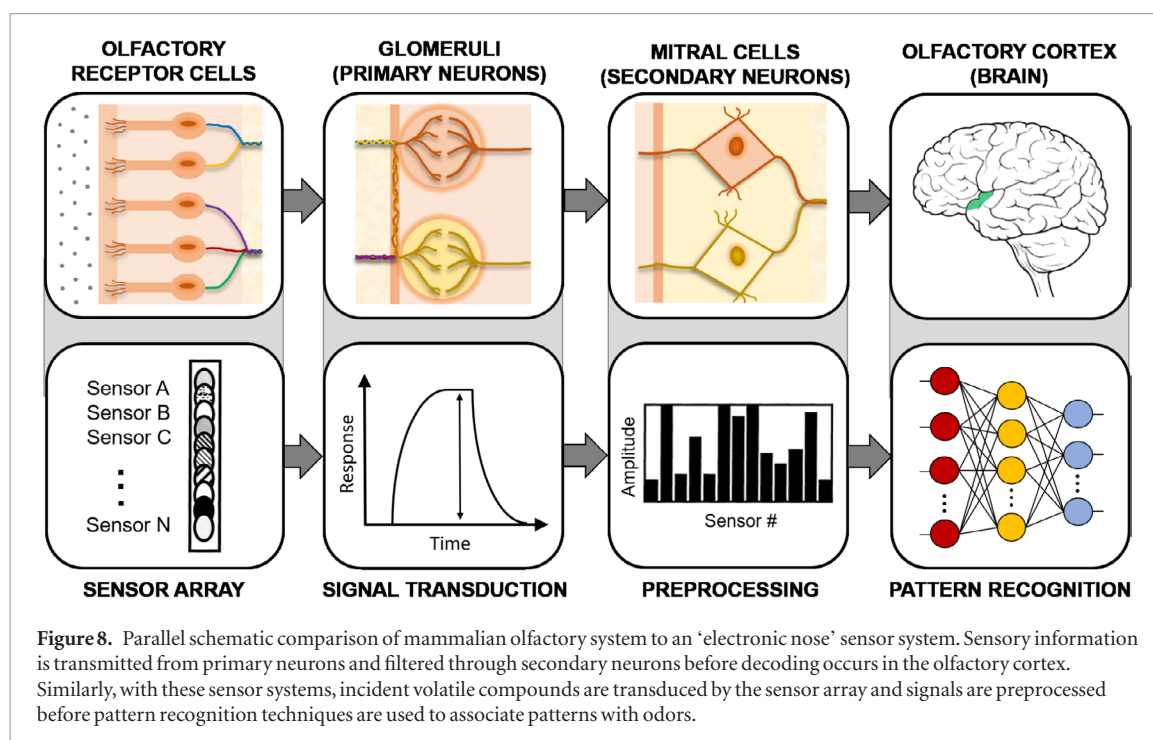 OLFACTORY
RECEPTOR CELLS
GLOMERULI
(PRIMARY NEURONS)
MITRAL CELLS
(SECONDARY NEURONS)
OLFACTORY CORTEX
(BRAIN)
Sensor A
Sensor B
Sensor C
Sensor N
Response
Time
Amplitude
Sensor #
SENSOR ARRAY
SIGNAL TRANSDUCTION
PREPROCESSING
PATTERN RECOGNITION
Figure 8. Parallel schematic comparison of mammalian olfactory system to an ‘electronic nose’ sensor system. Sensory information
is transmitted from primary neurons and filtered through secondary neurons before decoding occurs in the olfactory cortex.
Similarly, with these sensor systems, incident volatile compounds are transduced by the sensor array and signals are preprocessed
before pattern recognition techniques are used to associate patterns with odors.